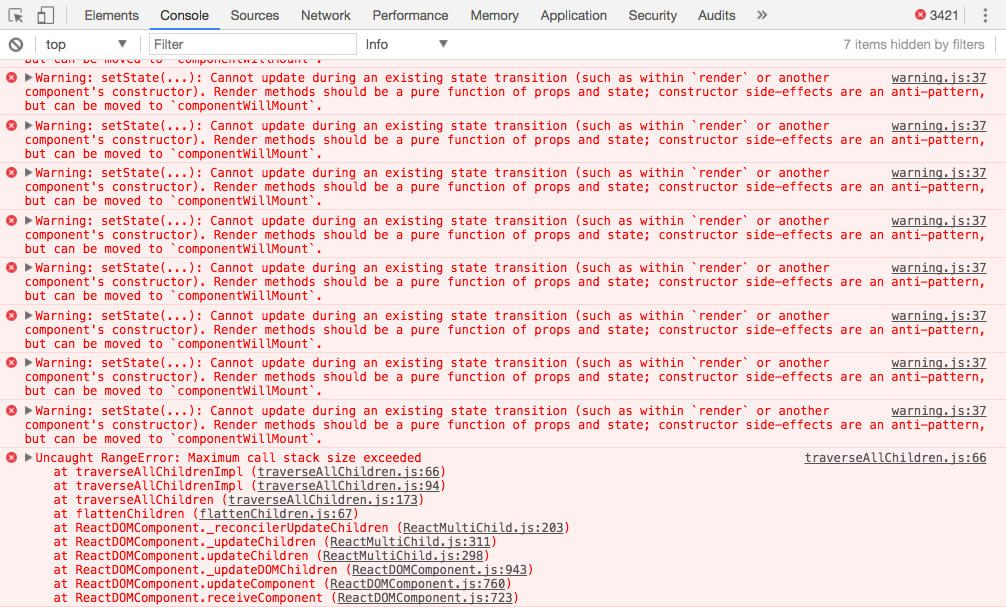 Elements Console Sources Network Performance Memory Application Security Audits » 3421
top Filter Info 7 items hidden by filters
but can be moved to `componentWillMount`.
Warning: setState(...): Cannot update during an existing state transition (such as within `render` or another warning.js:37
component's constructor). Render methods should be a pure function of props and state; constructor side-effects are an anti-pattern,
but can be moved to `componentWillMount`.
Warning: setState(...): Cannot update during an existing state transition (such as within `render` or another warning.js:37
component's constructor). Render methods should be a pure function of props and state; constructor side-effects are an anti-pattern,
but can be moved to `componentWillMount`.
Warning: setState(...): Cannot update during an existing state transition (such as within `render` or another warning.js:37
component's constructor). Render methods should be a pure function of props and state; constructor side-effects are an anti-pattern,
but can be moved to `componentWillMount`.
Warning: setState(...): Cannot update during an existing state transition (such as within `render` or another warning.js:37
component's constructor). Render methods should be a pure function of props and state; constructor side-effects are an anti-pattern,
but can be moved to `componentWillMount`.
Warning: setState(...): Cannot update during an existing state transition (such as within `render` or another warning.js:37
component's constructor). Render methods should be a pure function of props and state; constructor side-effects are an anti-pattern,
but can be moved to `componentWillMount`.
Warning: setState(...): Cannot update during an existing state transition (such as within `render` or another warning.js:37
component's constructor). Render methods should be a pure function of props and state; constructor side-effects are an anti-pattern,
but can be moved to `componentWillMount`.
Warning: setState(...): Cannot update during an existing state transition (such as within `render` or another warning.js:37
component's constructor). Render methods should be a pure function of props and state; constructor side-effects are an anti-pattern,
but can be moved to `componentWillMount`.
Warning: setState(...): Cannot update during an existing state transition (such as within `render` or another warning.js:37
component's constructor). Render methods should be a pure function of props and state; constructor side-effects are an anti-pattern,
but can be moved to `componentWillMount`.
Uncaught RangeError: Maximum call stack size exceeded traverseAllChildren.js:66
at traverseAllChildrenImpl (traverseAllChildren.js:66)
at traverseAllChildrenImpl (traverseAllChildren.js:94)
at traverseAllChildren (traverseAllChildren.js:173)
at flattenChildren (flattenChildren.js:67)
at ReactDOMComponent._reconcilerUpdateChildren (ReactMultiChild.js:203)
at ReactDOMComponent._updateChildren (ReactMultiChild.js:311)
at ReactDOMComponent.updateChildren (ReactMultiChild.js:298)
at ReactDOMComponent._updateDOMChildren (ReactDOMComponent.js:943)
at ReactDOMComponent.updateComponent (ReactDOMComponent.js:760)
at ReactDOMComponent.receiveComponent (ReactDOMComponent.js:723)